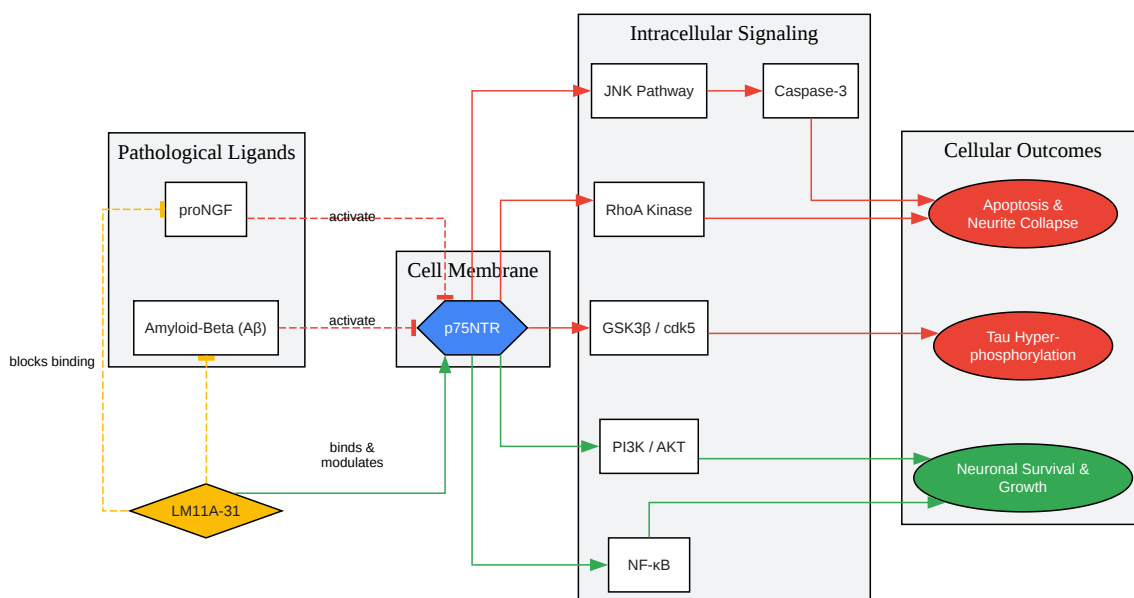 Intracellular Signaling
JNK Pathway
Caspase-3
Pathological Ligands
Cellular Outcomes
proNGF
activate
RhoA Kinase
Apoptosis &
Neurite Collapse
Cell Membrane
Amyloid-Beta (Aβ)
activate
p75NTR
GSK3β / cdk5
Tau Hyper-
phosphorylation
blocks binding
binds &
modulates
PI3K / AKT
Neuronal Survival &
Growth
LM11A-31
NF-κB